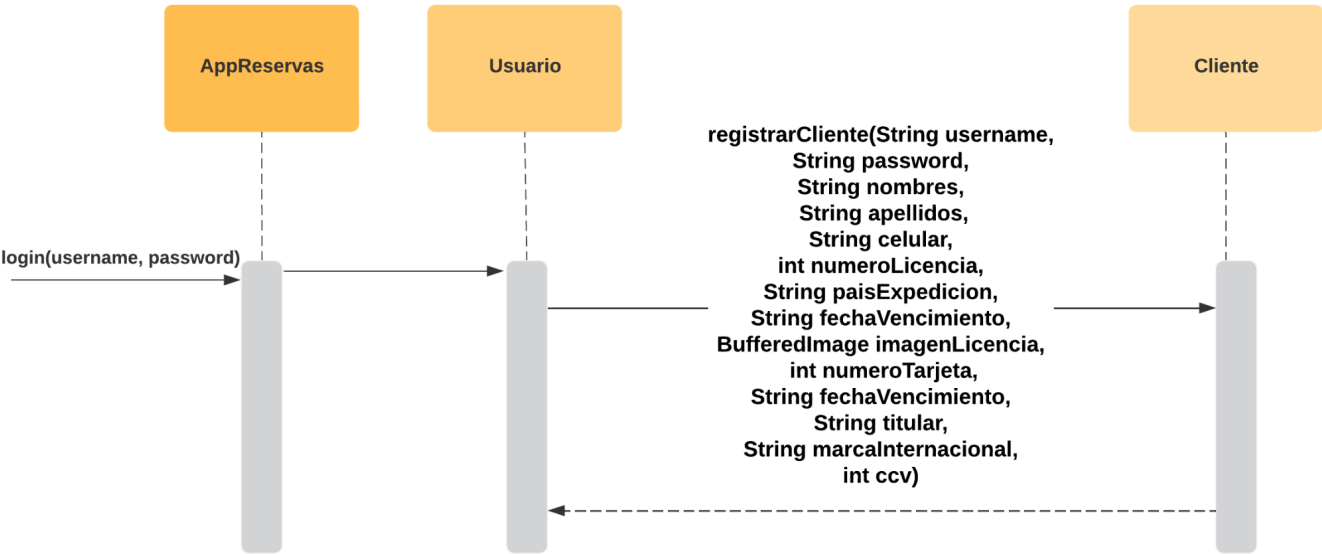 AppReservas
Usuario
Cliente
registrarCliente(String username,
String password,
String nombres,
String apellidos,
String celular,
int numeroLicencia,
String paisExpedicion,
String fechaVencimiento,
BufferedImage imagenLicencia,
int numeroTarjeta,
String fechaVencimiento,
String titular,
String marcaInternacional,
int ccv)
login(username, password)